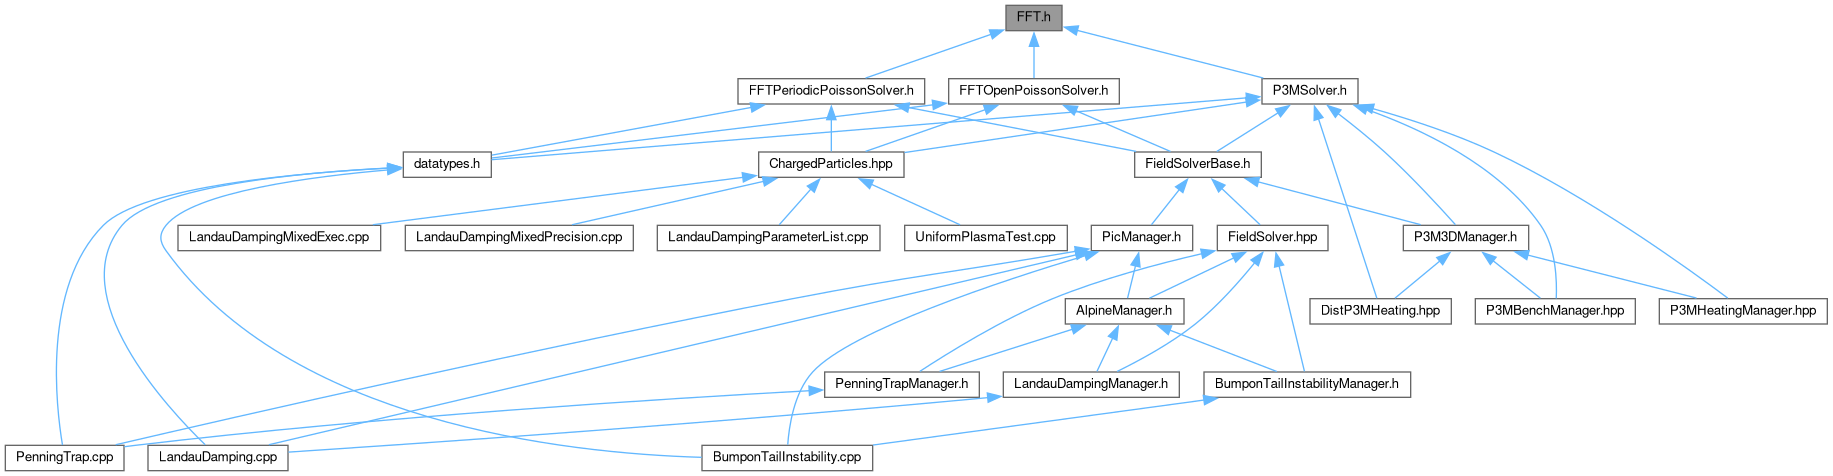 FFT.h
FFTPeriodicPoissonSolver.h
FFTOpenPoissonSolver.h
P3MSolver.h
datatypes.h
ChargedParticles.hpp
FieldSolverBase.h
LandauDampingMixedExec.cpp
LandauDampingMixedPrecision.cpp
LandauDampingParameterList.cpp
UniformPlasmaTest.cpp
PicManager.h
FieldSolver.hpp
P3M3DManager.h
AlpineManager.h
DistP3MHeating.hpp
P3MBenchManager.hpp
P3MHeatingManager.hpp
PenningTrapManager.h
LandauDampingManager.h
BumponTailInstabilityManager.h
PenningTrap.cpp
LandauDamping.cpp
BumponTailInstability.cpp